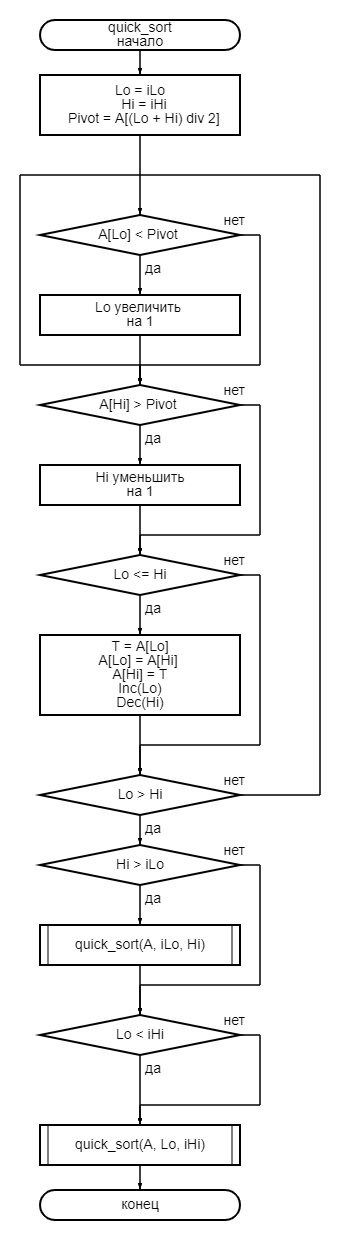 quick_sort
начало
Lo = iLo
Hi = iHi
Pivot = A[(Lo + Hi) div 2]
нет
A[Lo] < Pivot
да
Lo увеличить
на 1
нет
A[Hi] > Pivot
да
Hi уменьшить
на 1
нет
Lo <= Hi
да
T = A[Lo]
A[Lo] = A[Hi]
A[Hi] = T
Inc(Lo)
Dec(Hi)
нет
Lo > Hi
да
нет
Hi > iLo
да
quick_sort(A, iLo, Hi)
нет
Lo < iHi
да
quick_sort(A, Lo, iHi)
конец